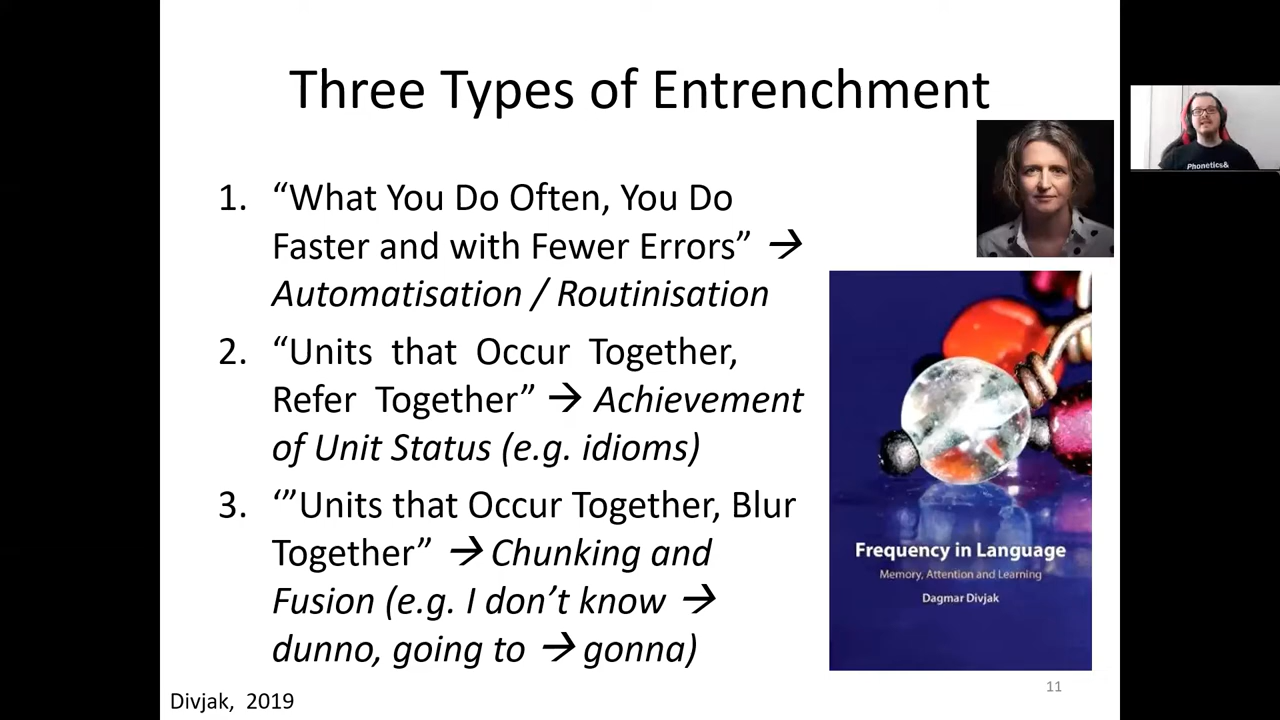 Three Types of Entrenchment
1. “What You Do Often, You Do
Faster and with Fewer Errors” →
Automatisation / Routinisation
2. “Units that Occur Together,
Refer Together” → Achievement
of Unit Status (e.g. idioms)
3. ‘”Units that Occur Together, Blur
Together” → Chunking and
Fusion (e.g. I don’t know →
dunno, going to → gonna)
Divjak, 2019
Frequency in Language
Memory, Attention and Learning
Dagmar Divjak
11
Phonetics&